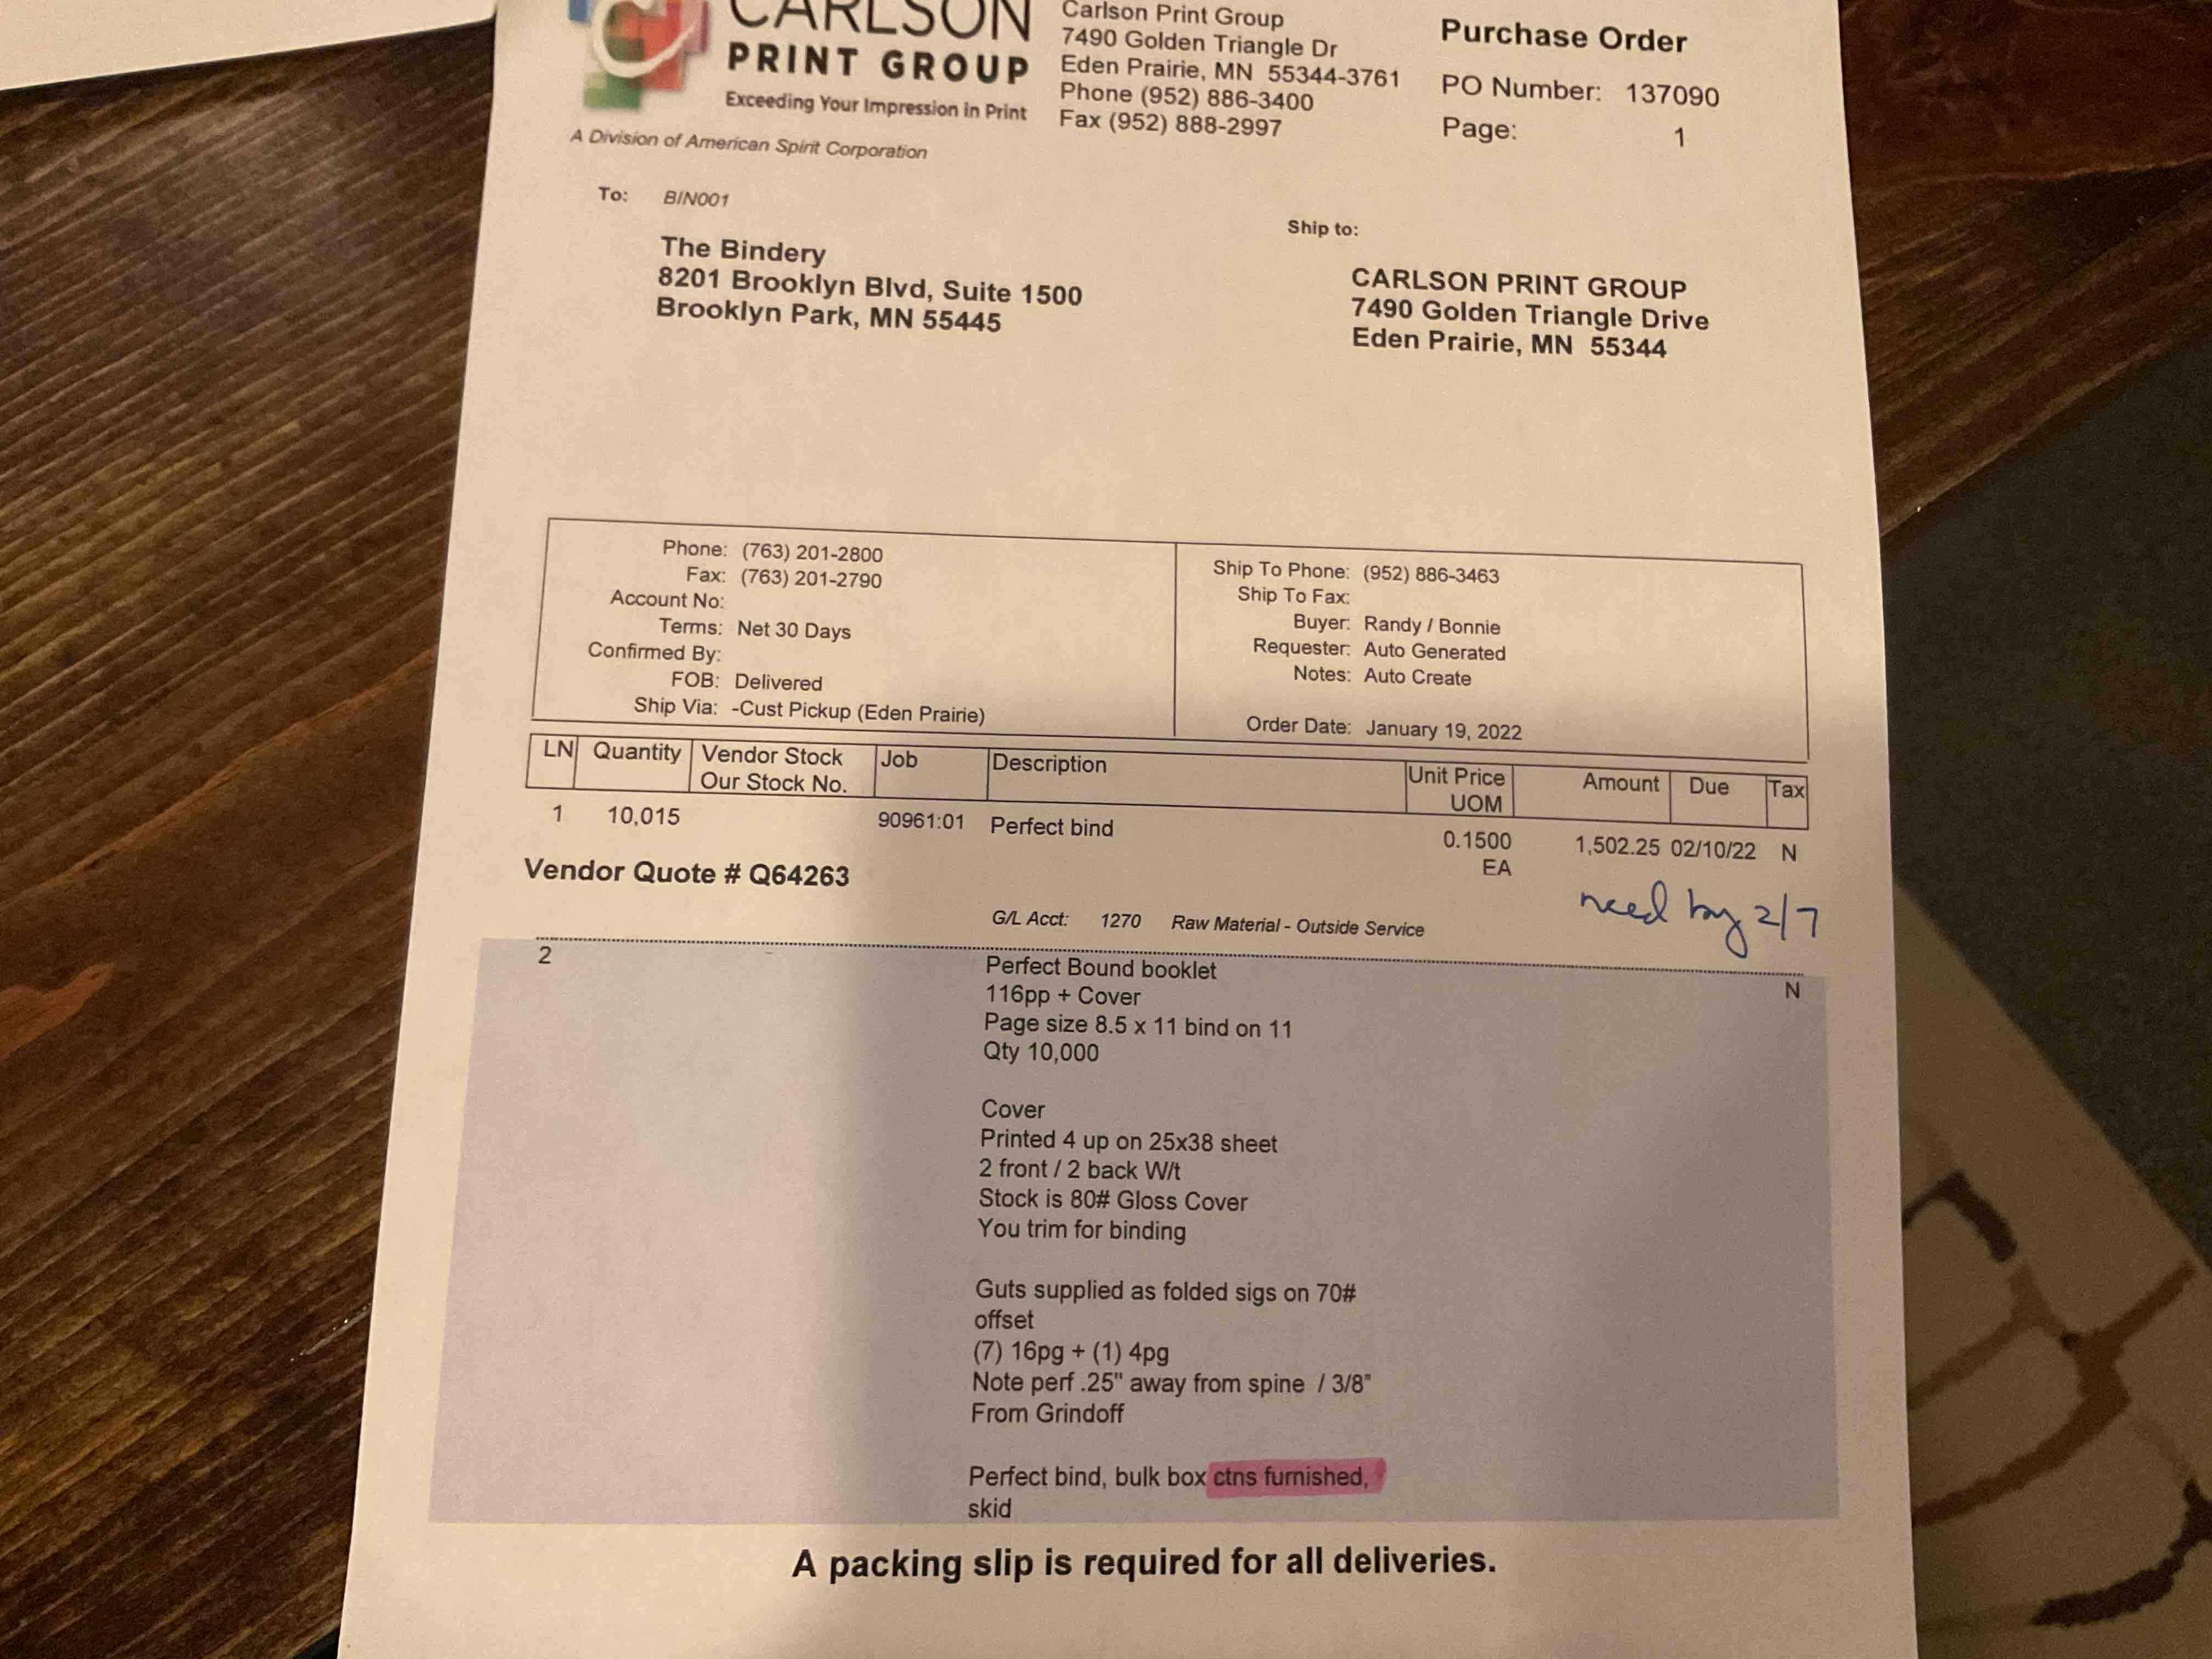 CARLSON
PRINT GROUP
Exceeding Your Impression in Print
A Division of American Spirit Corporation
Carlson Print Group
7490 Golden Triangle Dr
Eden Prairie, MN 55344-3761
Phone (952) 886-3400
Fax (952) 888-2997
Purchase Order
PO Number: 137090
Page: 1
To: BIN001
The Bindery
8201 Brooklyn Blvd, Suite 1500
Brooklyn Park, MN 55445
Ship to:
CARLSON PRINT GROUP
7490 Golden Triangle Drive
Eden Prairie, MN 55344
Phone: (763) 201-2800
Fax: (763) 201-2790
Account No:
Terms: Net 30 Days
Confirmed By:
FOB: Delivered
Ship Via: -Cust Pickup (Eden Prairie)
Ship To Phone: (952) 886-3463
Ship To Fax:
Buyer: Randy / Bonnie
Requester: Auto Generated
Notes: Auto Create
Order Date: January 19, 2022
LN Quantity Vendor Stock Job Description Unit Price Amount Due Tax
Our Stock No. UOM
1 10,015 90961:01 Perfect bind 0.1500 1,502.25 02/10/22 N
EA
Vendor Quote # Q64263
need by 2/7
G/L Acct: 1270 Raw Material - Outside Service
2 Perfect Bound booklet N
116pp + Cover
Page size 8.5 x 11 bind on 11
Qty 10,000
Cover
Printed 4 up on 25x38 sheet
2 front / 2 back W/t
Stock is 80# Gloss Cover
You trim for binding
Guts supplied as folded sigs on 70#
offset
(7) 16pg + (1) 4pg
Note perf .25" away from spine / 3/8"
From Grindoff
Perfect bind, bulk box ctns furnished,
skid
A packing slip is required for all deliveries.